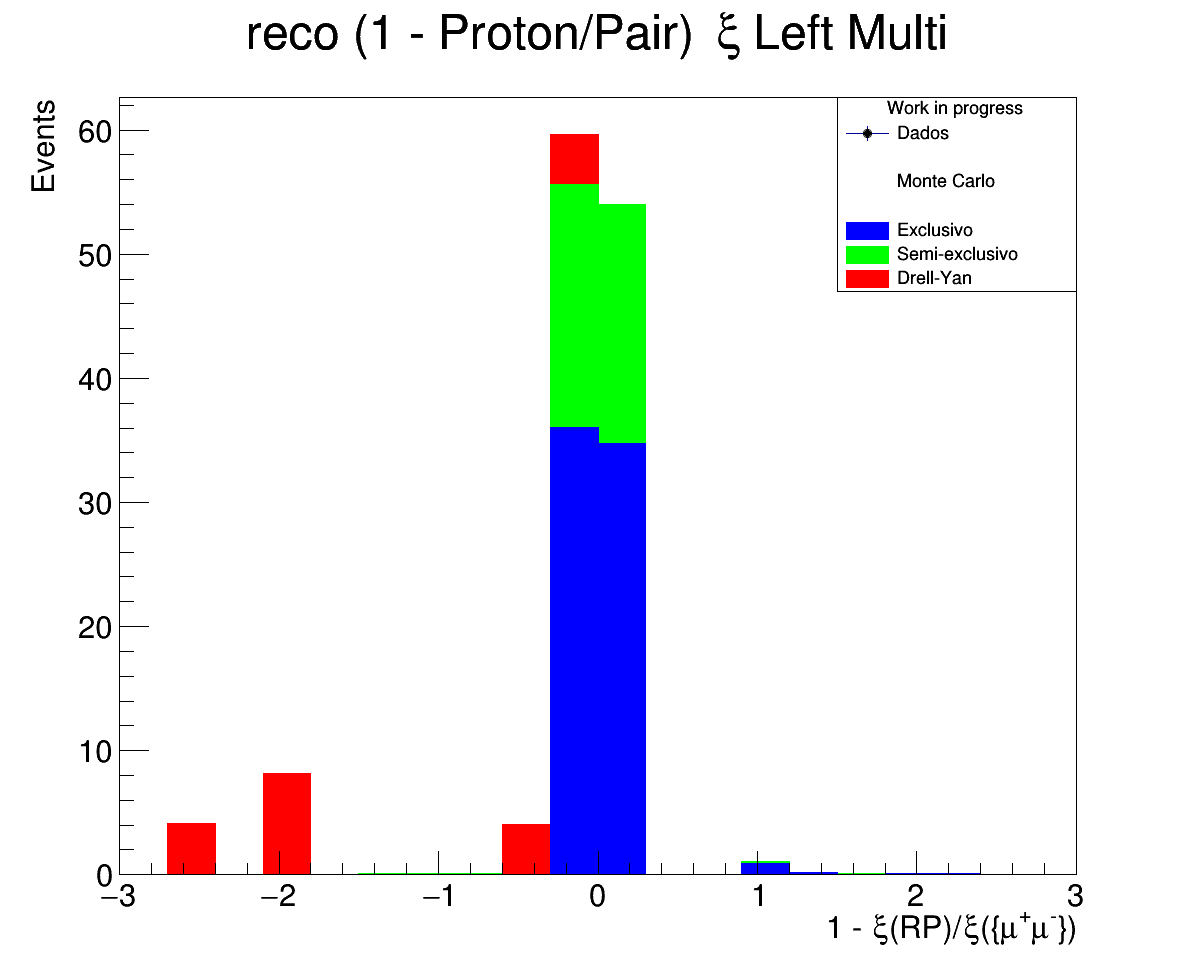 reco (1 - Proton/Pair) ξ Left Multi
Events
60
50
40
30
20
10
0
−3
−2
−1
0
1
2
3
1 - ξ(RP)/ξ({μ+μ-})
Work in progress
Dados
Monte Carlo
Exclusivo
Semi-exclusivo
Drell-Yan